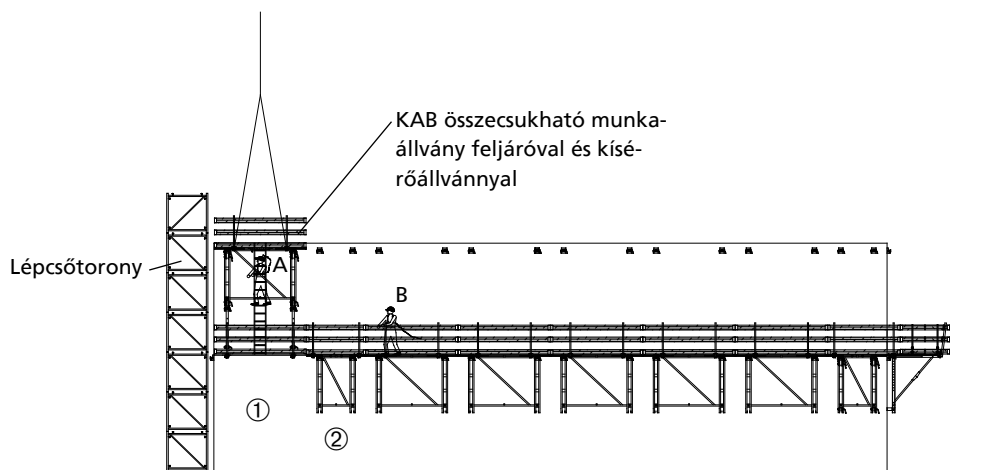 KAB összecsukható munka-
állvány feljáróval és kísé-
rőállvánnyal
Lépcsőtorony
A
B
①
②